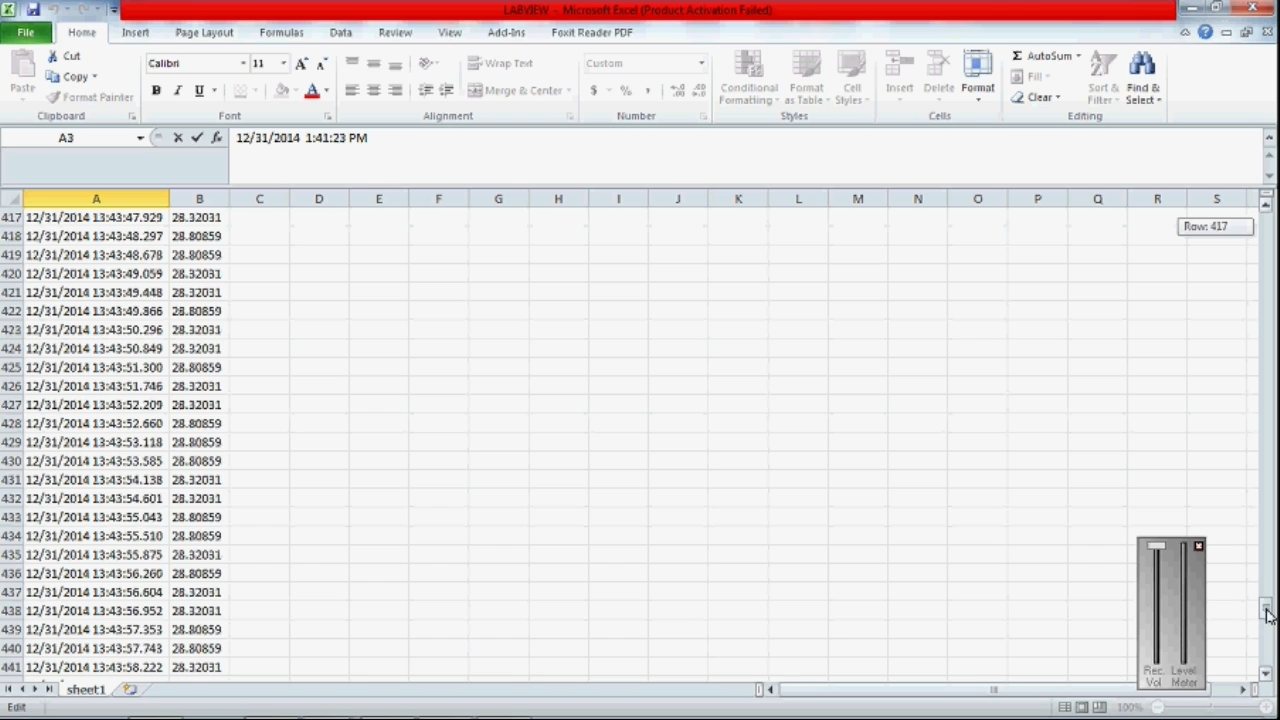 LABVIEW - Microsoft Excel (Product Activation Failed)
File Home Insert Page Layout Formulas Data Review View Add-Ins Foxit Reader PDF
Cut
Copy
Format Painter
Paste
Clipboard
Calibri 11
B I U
Font
Wrap Text
Merge & Center
Alignment
Custom
$ % ,
Number
Conditional Formatting
Format as Table
Cell Styles
Styles
Insert Delete Format
Cells
Σ AutoSum
Fill
Clear
Sort & Filter
Find & Select
Editing
A3 fx 12/31/2014 1:41:23 PM
A B C D E F G H I J K L M N O P Q R S
417 12/31/2014 13:43:47.929 28.32031
Row: 417
418 12/31/2014 13:43:48.297 28.80859
419 12/31/2014 13:43:48.678 28.80859
420 12/31/2014 13:43:49.059 28.32031
421 12/31/2014 13:43:49.448 28.32031
422 12/31/2014 13:43:49.866 28.80859
423 12/31/2014 13:43:50.296 28.32031
424 12/31/2014 13:43:50.849 28.32031
425 12/31/2014 13:43:51.300 28.80859
426 12/31/2014 13:43:51.746 28.32031
427 12/31/2014 13:43:52.209 28.32031
428 12/31/2014 13:43:52.660 28.80859
429 12/31/2014 13:43:53.118 28.80859
430 12/31/2014 13:43:53.585 28.80859
431 12/31/2014 13:43:54.138 28.32031
432 12/31/2014 13:43:54.601 28.32031
433 12/31/2014 13:43:55.043 28.80859
434 12/31/2014 13:43:55.510 28.80859
435 12/31/2014 13:43:55.875 28.32031
436 12/31/2014 13:43:56.260 28.80859
437 12/31/2014 13:43:56.604 28.32031
438 12/31/2014 13:43:56.952 28.32031
439 12/31/2014 13:43:57.353 28.80859
440 12/31/2014 13:43:57.743 28.80859
441 12/31/2014 13:43:58.222 28.32031
Rec. Vol
Level Meter
sheet1
Edit 100%